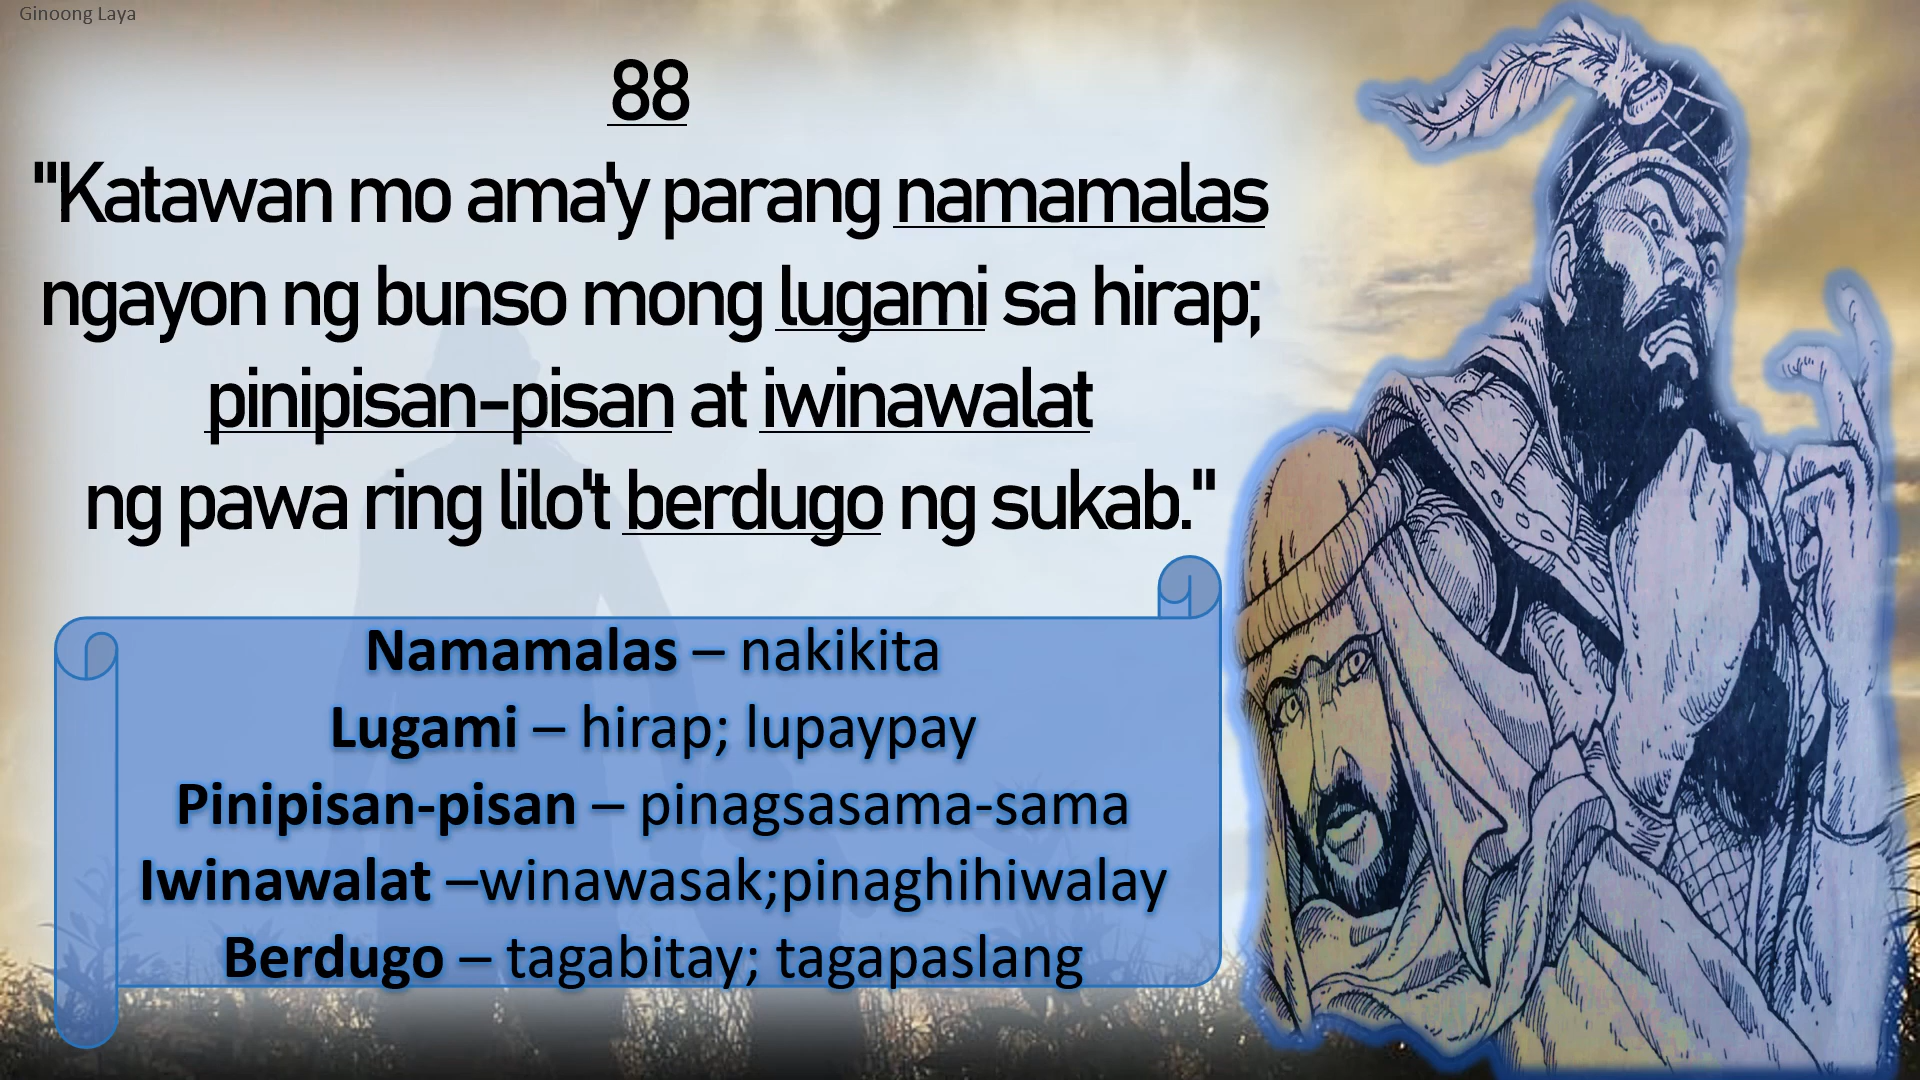 Ginoong Laya
88
"Katawan mo ama'y parang namamalas
ngayon ng bunso mong lugami sa hirap;
pinipisan-pisan at iwinawalat
ng pawa ring lilo't berdugo ng sukab."
Namamalas – nakikita
Lugami – hirap; lupaypay
Pinipisan-pisan – pinagsasama-sama
Iwinawalat –winawasak;pinaghihiwalay
Berdugo – tagabitay; tagapaslang